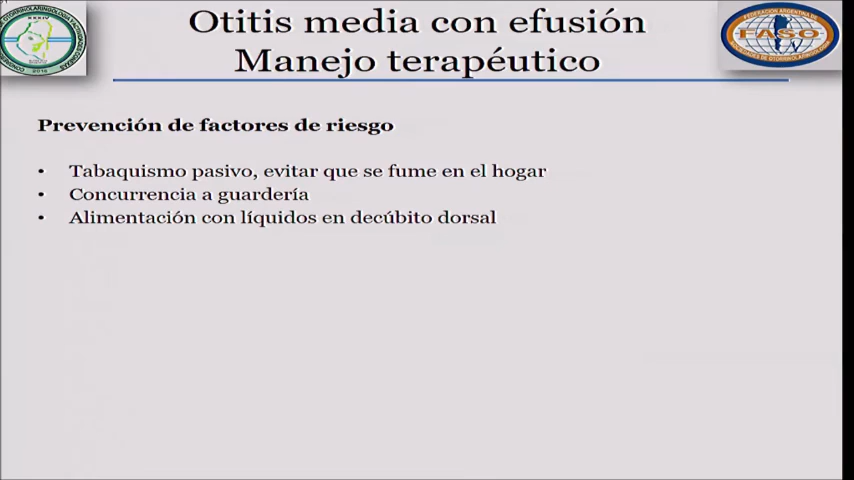 Otitis media con efusión
Manejo terapéutico
FASO
Prevención de factores de riesgo
• Tabaquismo pasivo, evitar que se fume en el hogar
• Concurrencia a guardería
• Alimentación con líquidos en decúbito dorsal